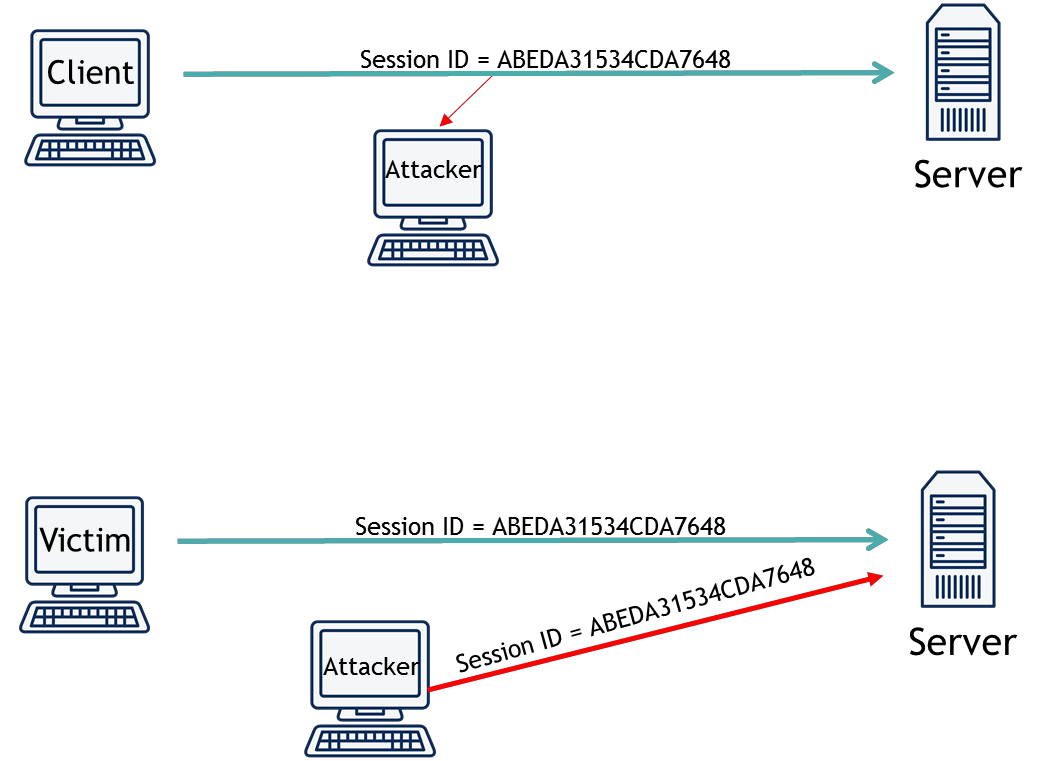 Session ID = ABEDA31534CDA7648
Client
Attacker
Server
Session ID = ABEDA31534CDA7648
Victim
Session ID = ABEDA31534CDA7648
Attacker
Server